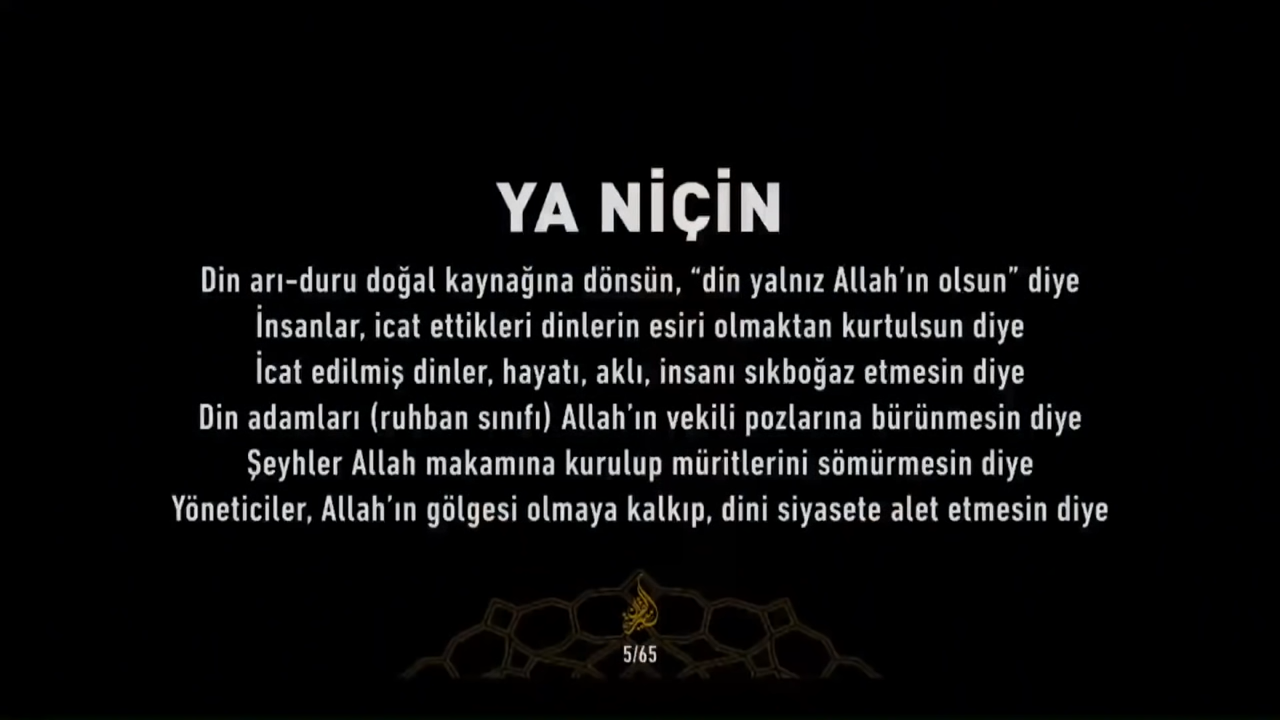 YA NİÇİN
Din arı-duru doğal kaynağına dönsün, “din yalnız Allah’ın olsun” diye
İnsanlar, icat ettikleri dinlerin esiri olmaktan kurtulsun diye
İcat edilmiş dinler, hayatı, aklı, insanı sıkboğaz etmesin diye
Din adamları (ruhban sınıfı) Allah’ın vekili pozlarına bürünmesin diye
Şeyhler Allah makamına kurulup müritlerini sömürmesin diye
Yöneticiler, Allah’ın gölgesi olmaya kalkıp, dini siyasete alet etmesin diye
5/65